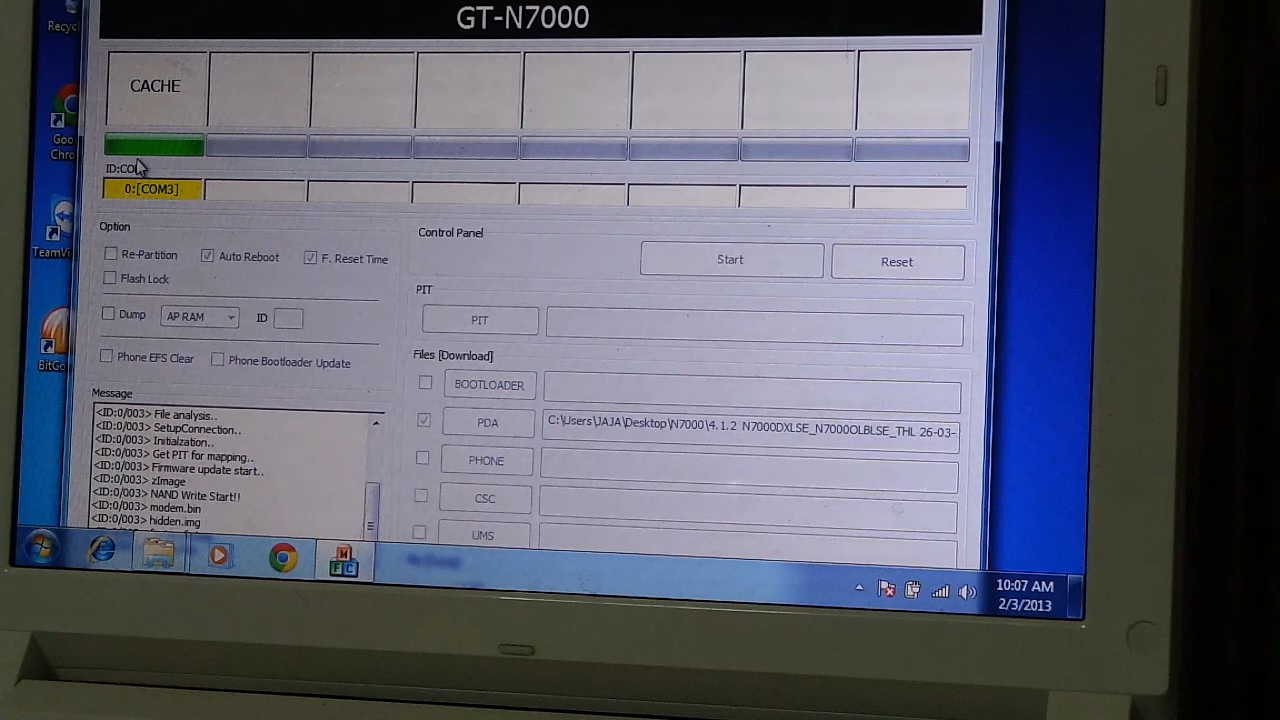 Recyc
GT-N7000
CACHE
Goo
Chro
ID:CO
0:[COM3]
TeamVi
BitCo
Option
Re-Partition
Auto Reboot
F. Reset Time
Flash Lock
Dump
AP RAM
ID
Phone EFS Clear
Phone Bootloader Update
Control Panel
Start
Reset
PIT
PIT
Files [Download]
BOOTLOADER
PDA
C:\Users\JAJA\Desktop\N7000\4.1.2 N7000DXLSE_N7000OLBLSE_THL 26-03-
PHONE
CSC
UMS
Message
<ID:0/003> File analysis..
<ID:0/003> SetupConnection..
<ID:0/003> Initialzation..
<ID:0/003> Get PIT for mapping..
<ID:0/003> Firmware update start..
<ID:0/003> zImage
<ID:0/003> NAND Write Start!!
<ID:0/003> modem.bin
<ID:0/003> hidden.img
M
F C
10:07 AM
2/3/2013